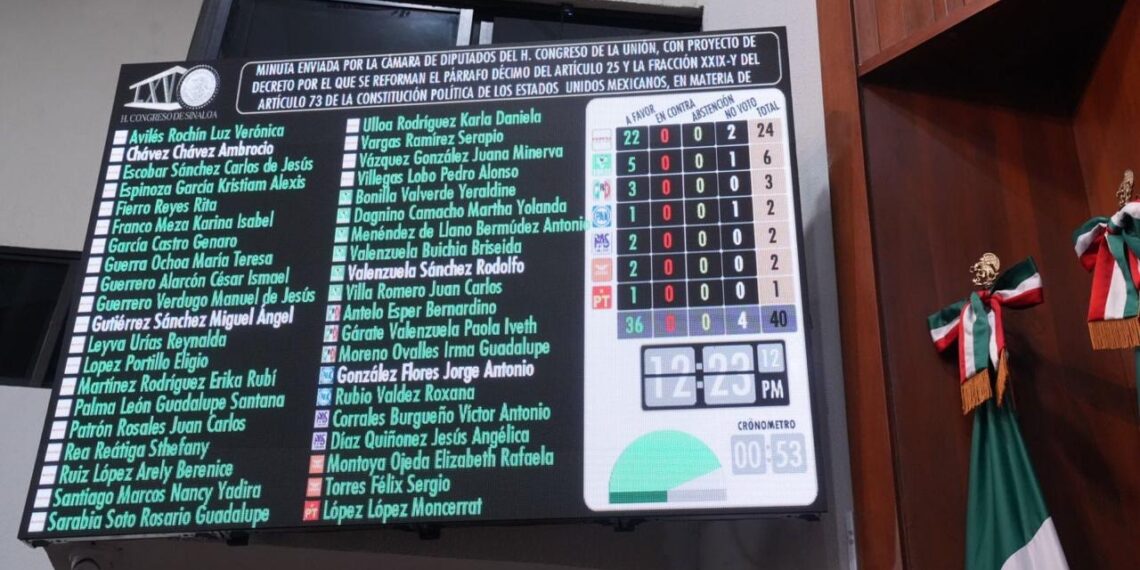 MINUTA ENVIADA POR LA CÁMARA DE DIPUTADOS DEL H. CONGRESO DE LA UNIÓN, CON PROYECTO DE
DECRETO POR EL QUE SE REFORMAN EL PÁRRAFO DÉCIMO DEL ARTÍCULO 25 Y LA FRACCIÓN XXIX-Y DEL
ARTÍCULO 73 DE LA CONSTITUCIÓN POLÍTICA DE LOS ESTADOS UNIDOS MEXICANOS, EN MATERIA DE
H. CONGRESO DE SINALOA
Avilés Rochín Luz Verónica
Chávez Chávez Ambrocio
Escobar Sánchez Carlos de Jesús
Espinoza García Kristiam Alexis
Fierro Reyes Rita
Franco Meza Karina Isabel
García Castro Genaro
Guerra Ochoa María Teresa
Guerrero Alarcón César Ismael
Guerrero Verdugo Manuel de Jesús
Gutiérrez Sánchez Miguel Ángel
Leyva Urías Reynalda
Lopez Portillo Eligio
Martínez Rodríguez Erika Rubí
Palma León Guadalupe Santana
Patrón Rosales Juan Carlos
Rea Reátiga Sthefany
Ruiz López Arely Berenice
Santiago Marcos Nancy Yadira
Sarabia Soto Rosario Guadalupe
Ulloa Rodríguez Karla Daniela
Vargas Ramírez Serapio
Vázquez González Juana Minerva
Villegas Lobo Pedro Alonso
Bonilla Valverde Yeraldine
Dagnino Camacho Martha Yolanda
Menéndez de Llano Bermúdez Antonio
Valenzuela Buichia Briseida
Valenzuela Sánchez Rodolfo
Villa Romero Juan Carlos
Antelo Esper Bernardino
Gárate Valenzuela Paola Iveth
Moreno Ovalles Irma Guadalupe
González Flores Jorge Antonio
Rubio Valdez Roxana
Corrales Burgueño Víctor Antonio
Díaz Quiñonez Jesús Angélica
Montoya Ojeda Elizabeth Rafaela
Torres Félix Sergio
PT López López Moncerrat
A FAVOR EN CONTRA ABSTENCIÓN NO VOTO TOTAL
22 0 0 2 24
5 0 0 1 6
PRI 3 0 0 0 3
PAN 1 0 0 1 2
PAS 2 0 0 0 2
2 0 0 0 2
PT 1 0 0 0 1
36 0 0 4 40
12:23 12 PM
CRÓNOMETRO
00:53